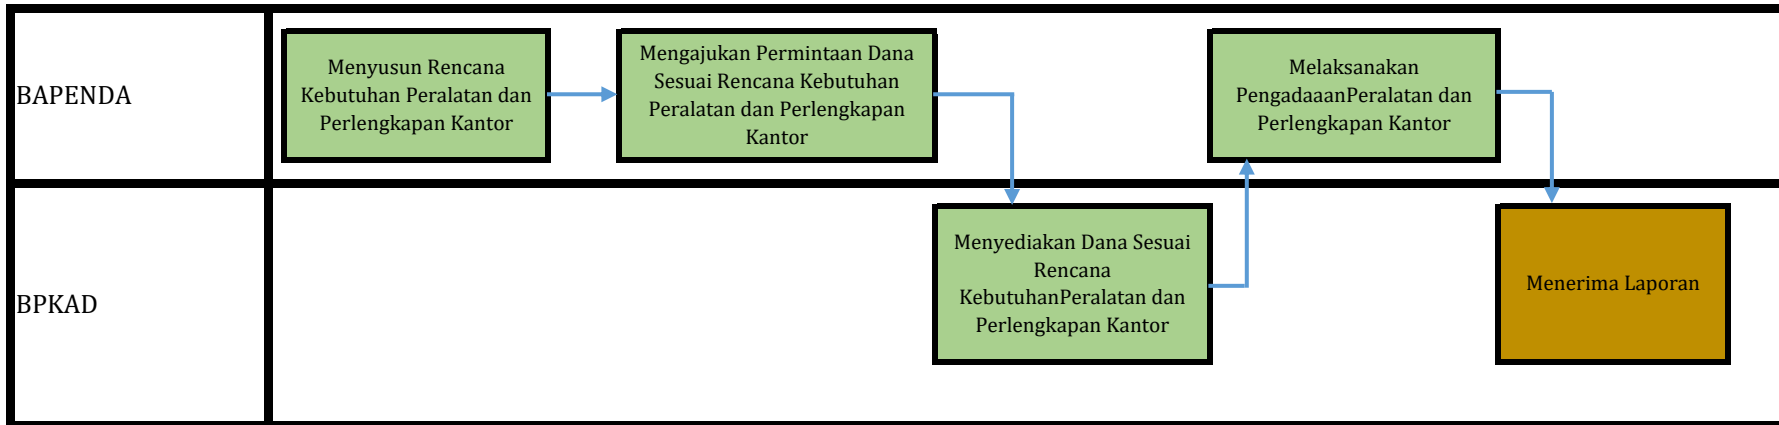 BAPENDA
Menyusun Rencana
Kebutuhan Peralatan dan
Perlengkapan Kantor
Mengajukan Permintaan Dana
Sesuai Rencana Kebutuhan
Peralatan dan Perlengkapan
Kantor
Melaksanakan
PengadaaanPeralatan dan
Perlengkapan Kantor
BPKAD
Menyediakan Dana Sesuai
Rencana
KebutuhanPeralatan dan
Perlengkapan Kantor
Menerima Laporan